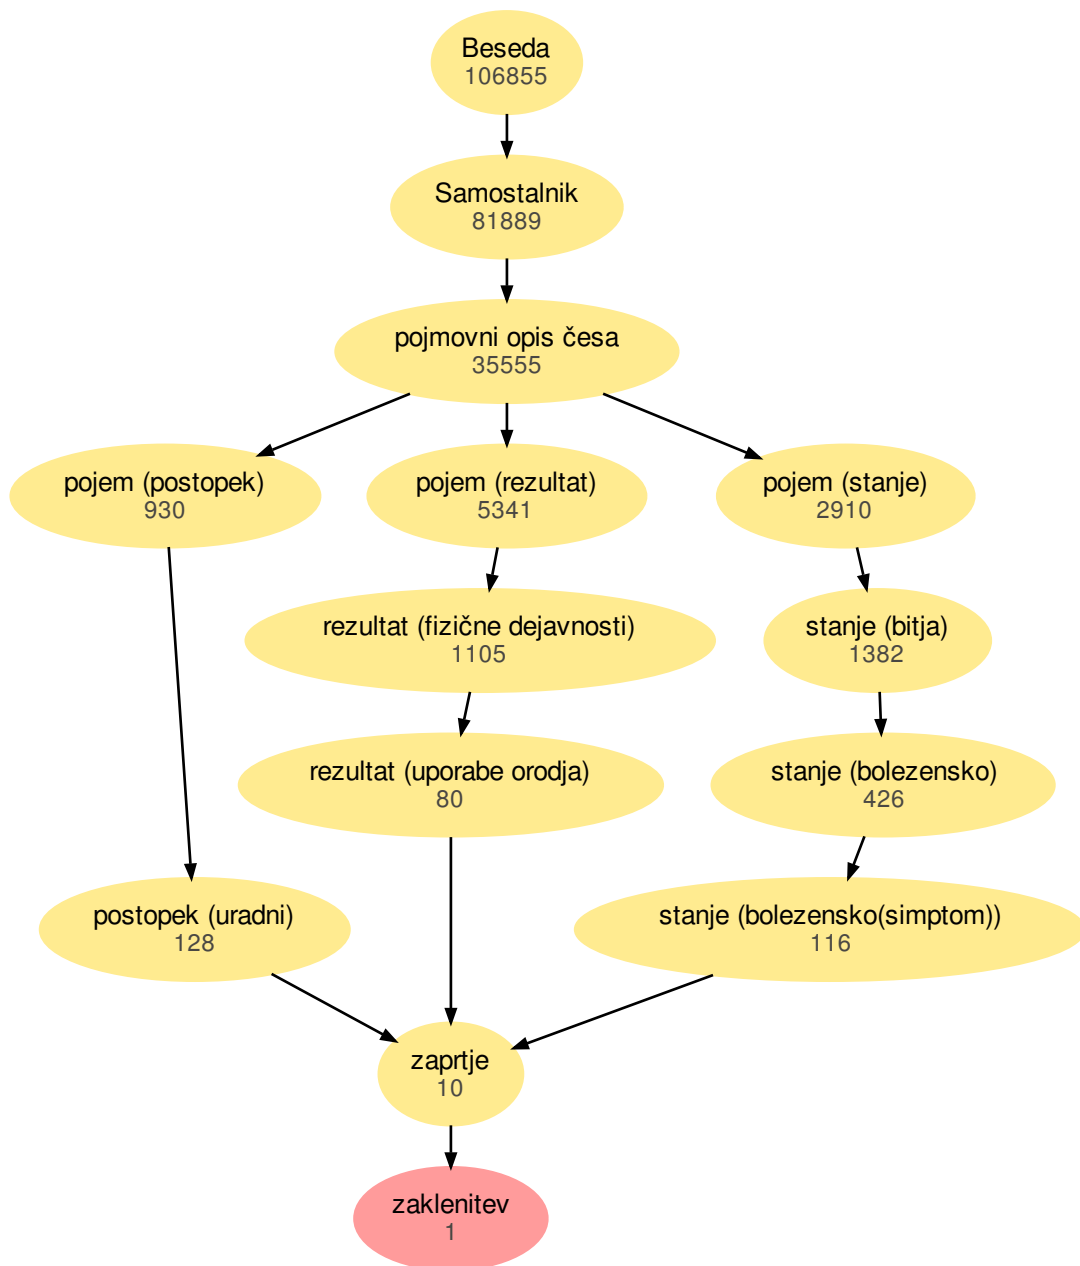 Beseda
106855
Samostalnik
81889
pojmovni opis česa
35555
pojem (postopek)
930
pojem (rezultat)
5341
pojem (stanje)
2910
rezultat (fizične dejavnosti)
1105
stanje (bitja)
1382
rezultat (uporabe orodja)
80
stanje (bolezensko)
426
postopek (uradni)
128
stanje (bolezensko(simptom))
116
zaprtje
10
zaklenitev
1